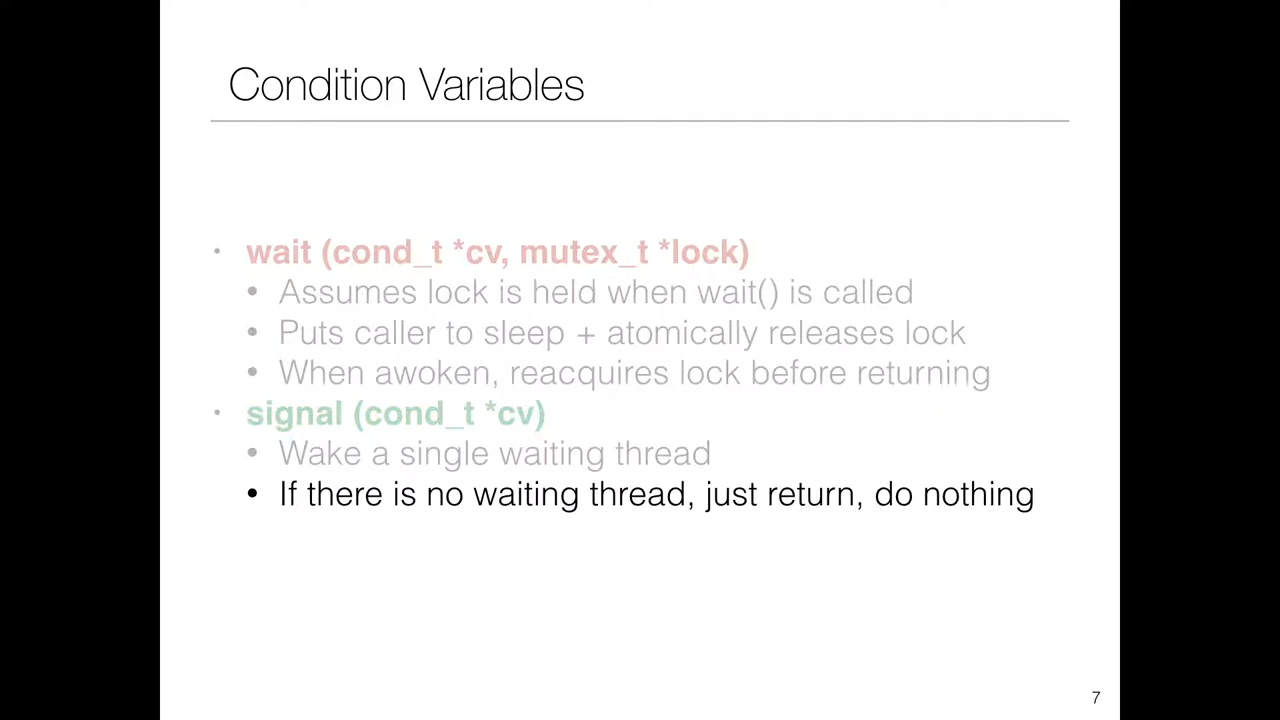 Condition Variables
• wait (cond_t *cv, mutex_t *lock)
• Assumes lock is held when wait() is called
• Puts caller to sleep + atomically releases lock
• When awoken, reacquires lock before returning
• signal (cond_t *cv)
• Wake a single waiting thread
• If there is no waiting thread, just return, do nothing
7